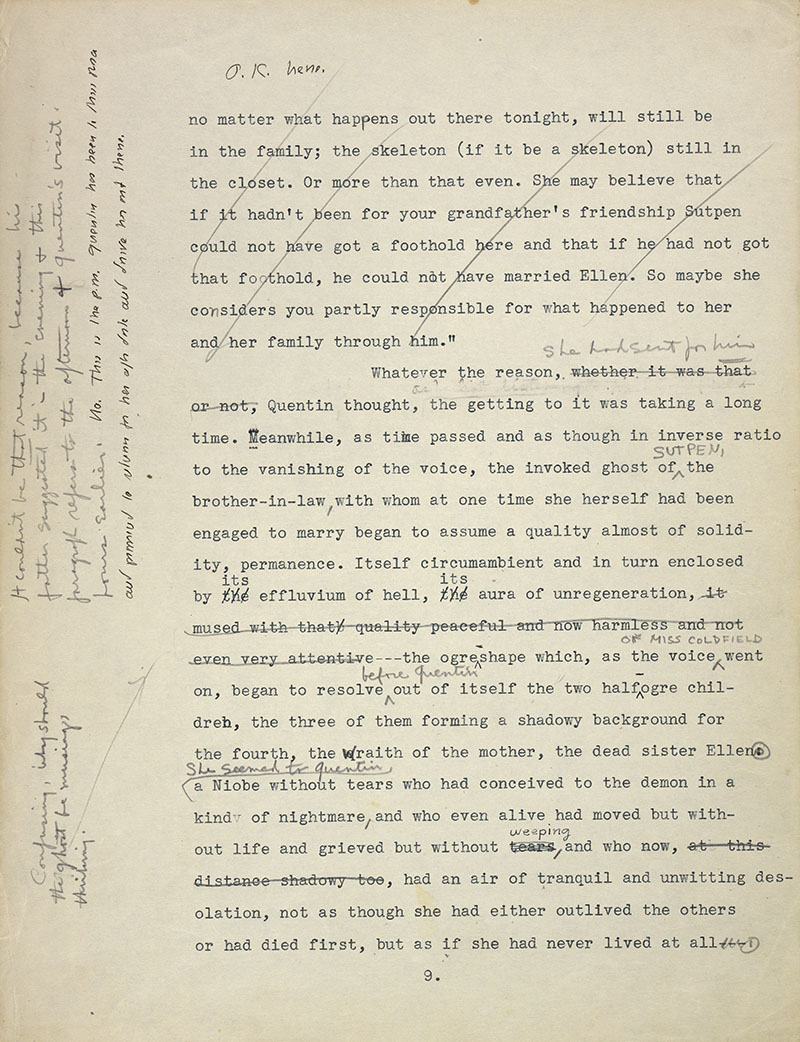 O. K. here.
no matter what happens out there tonight, will still be
in the family; the skeleton (if it be a skeleton) still in
the closet. Or more than that even. She may believe that
if it hadn't been for your grandfather's friendship Sutpen
could not have got a foothold here and that if he had not got
that foothold, he could not have married Ellen. So maybe she
considers you partly responsible for what happened to her
and her family through him."
she had sent for him
Whatever the reason, whether it was that
or not, Quentin thought, the getting to it was taking a long
time. Meanwhile, as time passed and as though in inverse ratio
SUTPEN,
to the vanishing of the voice, the invoked ghost of the
brother-in-law, with whom at one time she herself had been
engaged to marry began to assume a quality almost of solid-
ity, permanence. Itself circumambient and in turn enclosed
its its
by the effluvium of hell, the aura of unregeneration, it
mused with that quality peaceful and now harmless and not
OF MISS COLDFIELD
even very attentive---the ogre shape which, as the voice went
before Quentin
on, began to resolve out of itself the two half ogre chil-
dreh, the three of them forming a shadowy background for
the fourth, the Wraith of the mother, the dead sister Ellen
She seemed to Quentin
a Niobe without tears who had conceived to the demon in a
kind of nightmare, and who even alive had moved but with-
weeping
out life and grieved but without tears, and who now, at this
distance shadowy too, had an air of tranquil and unwitting des-
olation, not as though she had either outlived the others
or had died first, but as if she had never lived at all
9.
It couldn't be that reason, because his
father suggested it in the evening & this
paragraph refers to the afternoon of Quentin's visit,
hours earlier. No. This is the p.m. Quentin has been to Miss Rosa
and promised to return for her after dark and drive her out there.
Confusing, why should
the ghost be musing,
thinking.